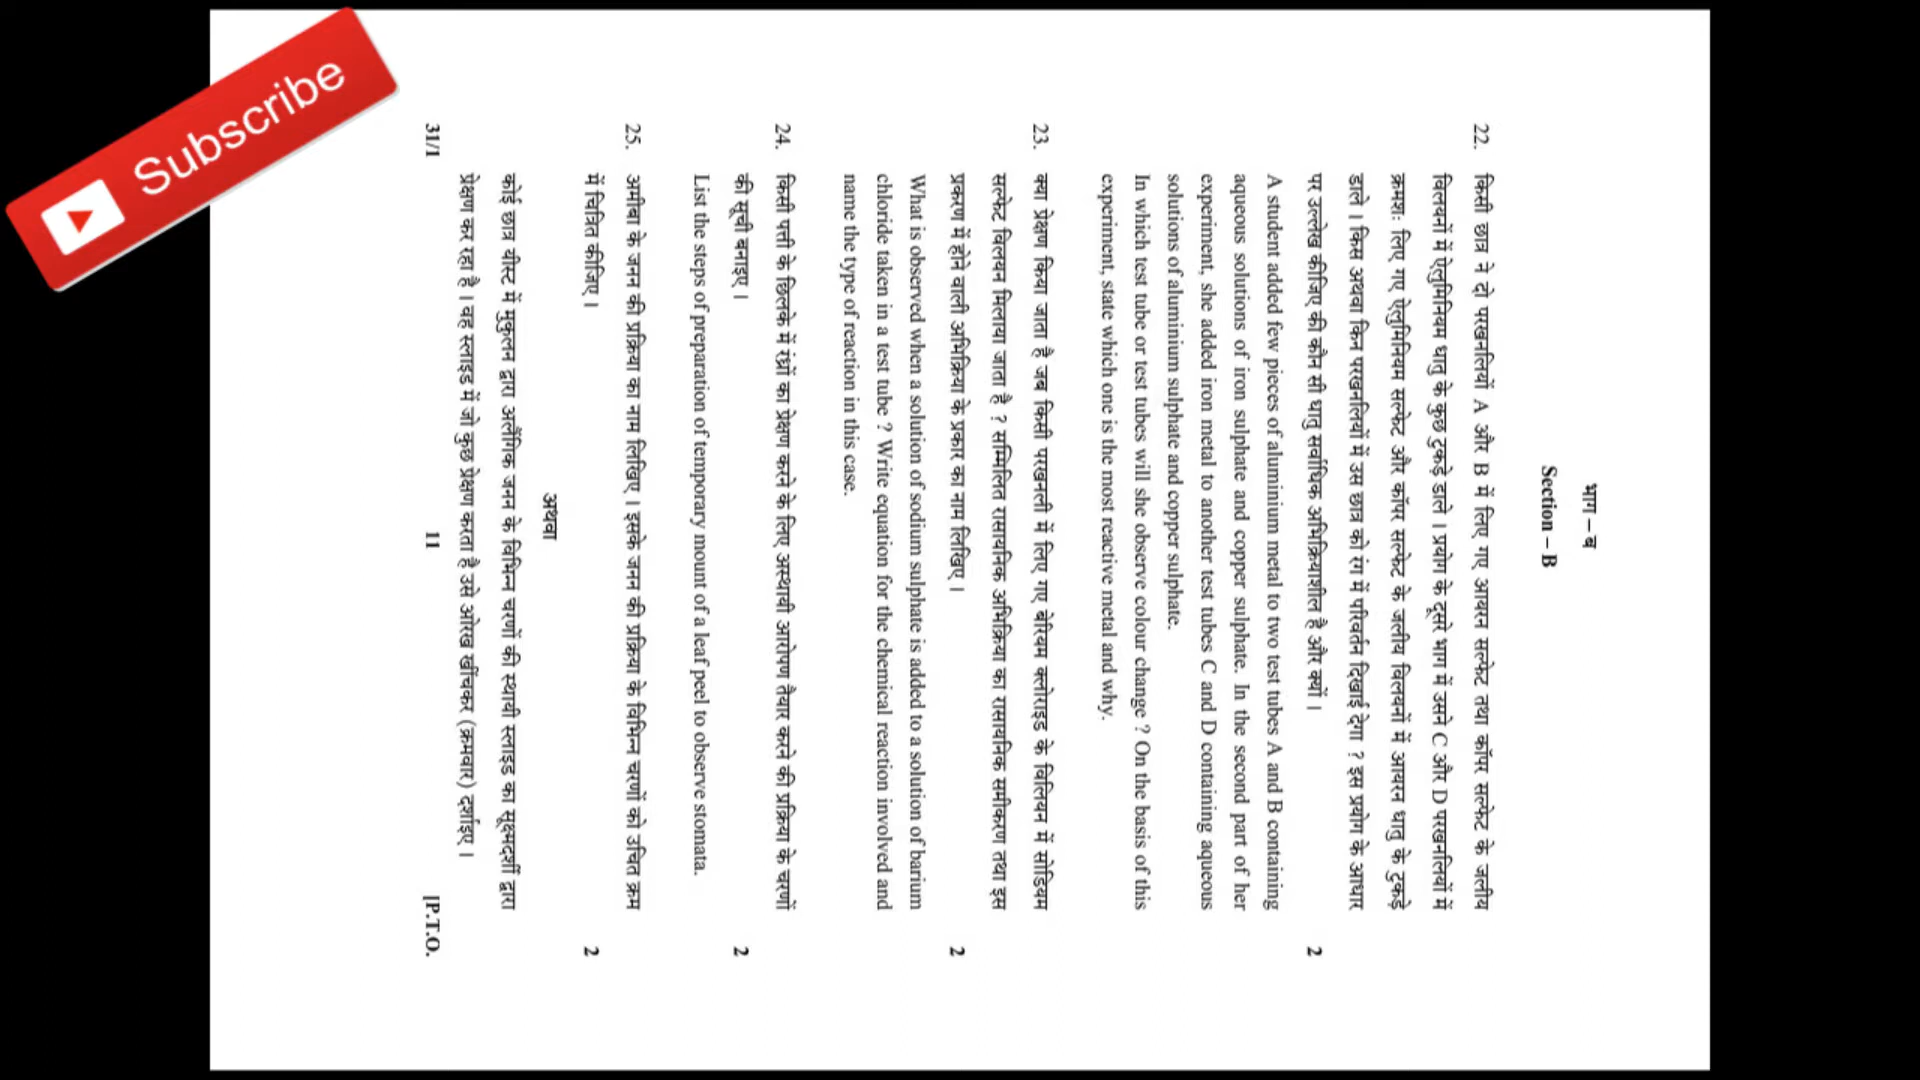 Subscribe
भाग – ब
Section – B
22. किसी छात्र ने दो परखनलियों A और B में लिए गए आयरन सल्फेट तथा कॉपर सल्फेट के जलीय
विलयनों में ऐलुमिनियम धातु के कुछ टुकड़े डाले । प्रयोग के दूसरे भाग में उसने C और D परखनलियों में
क्रमशः लिए गए ऐलुमिनियम सल्फेट और कॉपर सल्फेट के जलीय विलयनों में आयरन धातु के टुकड़े
डाले । किस अथवा किन परखनलियों में उस छात्र को रंग में परिवर्तन दिखाई देगा ? इस प्रयोग के आधार
पर उल्लेख कीजिए की कौन सी धातु सर्वाधिक अभिक्रियाशील है और क्यों । 2
A student added few pieces of aluminium metal to two test tubes A and B containing
aqueous solutions of iron sulphate and copper sulphate. In the second part of her
experiment, she added iron metal to another test tubes C and D containing aqueous
solutions of aluminium sulphate and copper sulphate.
In which test tube or test tubes will she observe colour change ? On the basis of this
experiment, state which one is the most reactive metal and why.
23. क्या प्रेक्षण किया जाता है जब किसी परखनली में लिए गए बेरियम क्लोराइड के विलियन में सोडियम
सल्फेट विलयन मिलाया जाता है ? सम्मिलित रासायनिक अभिक्रिया का रासायनिक समीकरण तथा इस
प्रकरण में होने वाली अभिक्रिया के प्रकार का नाम लिखिए । 2
What is observed when a solution of sodium sulphate is added to a solution of barium
chloride taken in a test tube ? Write equation for the chemical reaction involved and
name the type of reaction in this case.
24. किसी पत्ती के छिलके में रंध्रों का प्रेक्षण करने के लिए अस्थायी आरोपण तैयार करने की प्रक्रिया के चरणों
की सूची बनाइए । 2
List the steps of preparation of temporary mount of a leaf peel to observe stomata.
25. अमीबा के जनन की प्रक्रिया का नाम लिखिए । इसके जनन की प्रक्रिया के विभिन्न चरणों को उचित क्रम
में चित्रित कीजिए । 2
अथवा
कोई छात्र यीस्ट में मुकुलन द्वारा अलैंगिक जनन के विभिन्न चरणों की स्थायी स्लाइड का सूक्ष्मदर्शी द्वारा
प्रेक्षण कर रहा है । वह स्लाइड में जो कुछ प्रेक्षण करता है उसे ओरख खींचकर (क्रमवार) दर्शाइए ।
31/1 11 [P.T.O.